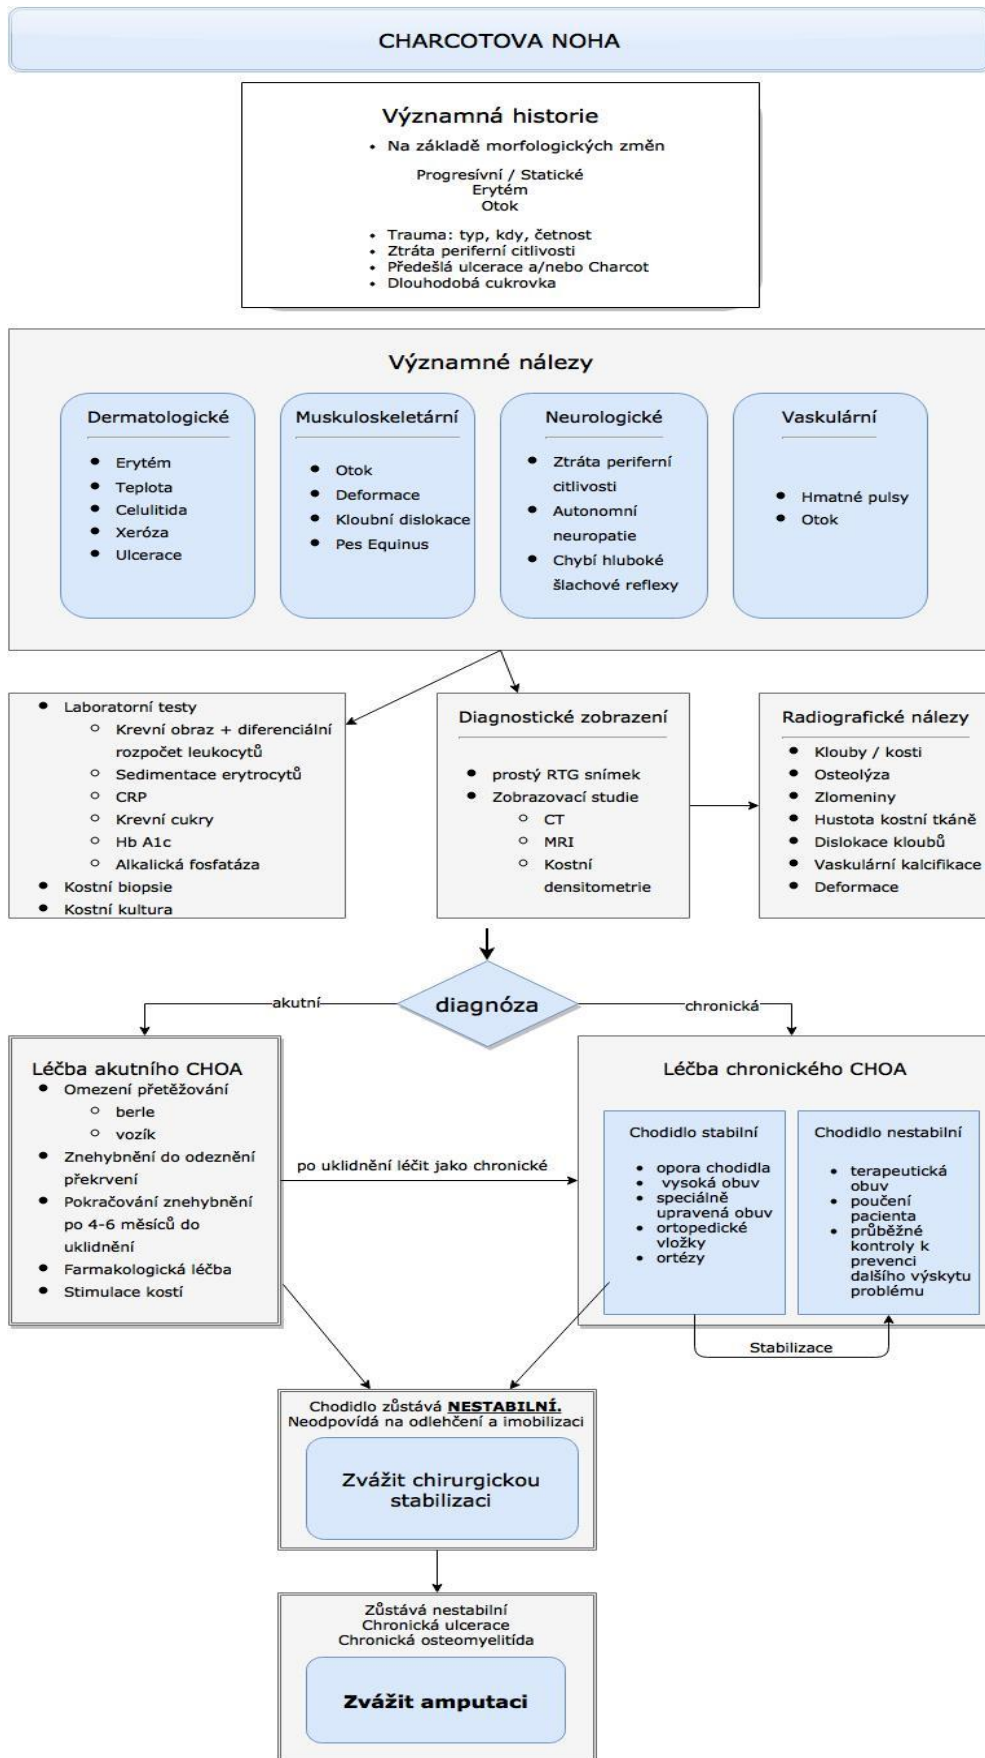 CHARCOTOVA NOHA
Významná historie
• Na základě morfologických změn
Progresívní / Statické
Erytém
Otok
• Trauma: typ, kdy, četnost
• Ztráta periferní citlivosti
• Předešlá ulcerace a/nebo Charcot
• Dlouhodobá cukrovka
Významné nálezy
Dermatologické
● Erytém
● Teplota
● Celulitida
● Xeróza
● Ulcerace
Muskuloskeletární
● Otok
● Deformace
● Kloubní dislokace
● Pes Equinus
Neurologické
● Ztráta periferní
citlivosti
● Autonomní
neuropatie
● Chybí hluboké
šlachové reflexy
Vaskulární
● Hmatné pulsy
● Otok
● Laboratorní testy
○ Krevní obraz + diferenciální
rozpočet leukocytů
○ Sedimentace erytrocytů
○ CRP
○ Krevní cukry
○ Hb A1c
○ Alkalická fosfatáza
● Kostní biopsie
● Kostní kultura
Diagnostické zobrazení
● prostý RTG snímek
● Zobrazovací studie
○ CT
○ MRI
○ Kostní
densitometrie
Radiografické nálezy
● Klouby / kosti
● Osteolýza
● Zlomeniny
● Hustota kostní tkáně
● Dislokace kloubů
● Vaskulární kalcifikace
● Deformace
diagnóza
akutní
chronická
Léčba akutního CHOA
● Omezení přetěžování
○ berle
○ vozík
● Znehybnění do odeznění
překrvení
● Pokračování znehybnění
po 4-6 měsíců do
uklidnění
● Farmakologická léčba
● Stimulace kostí
po uklidnění léčit jako chronické
Léčba chronického CHOA
Chodidlo stabilní
• opora chodidla
• vysoká obuv
• speciálně
upravená obuv
• ortopedické
vložky
• ortézy
Chodidlo nestabilní
• terapeutická
obuv
• poučení
pacienta
• průběžné
kontroly k
prevenci
dalšího výskytu
problému
Stabilizace
Chodidlo zůstává NESTABILNÍ.
Neodpovídá na odlehčení a imobilizaci
Zvážit chirurgickou
stabilizaci
Zůstává nestabilní
Chronická ulcerace
Chronická osteomyelitída
Zvážit amputaci